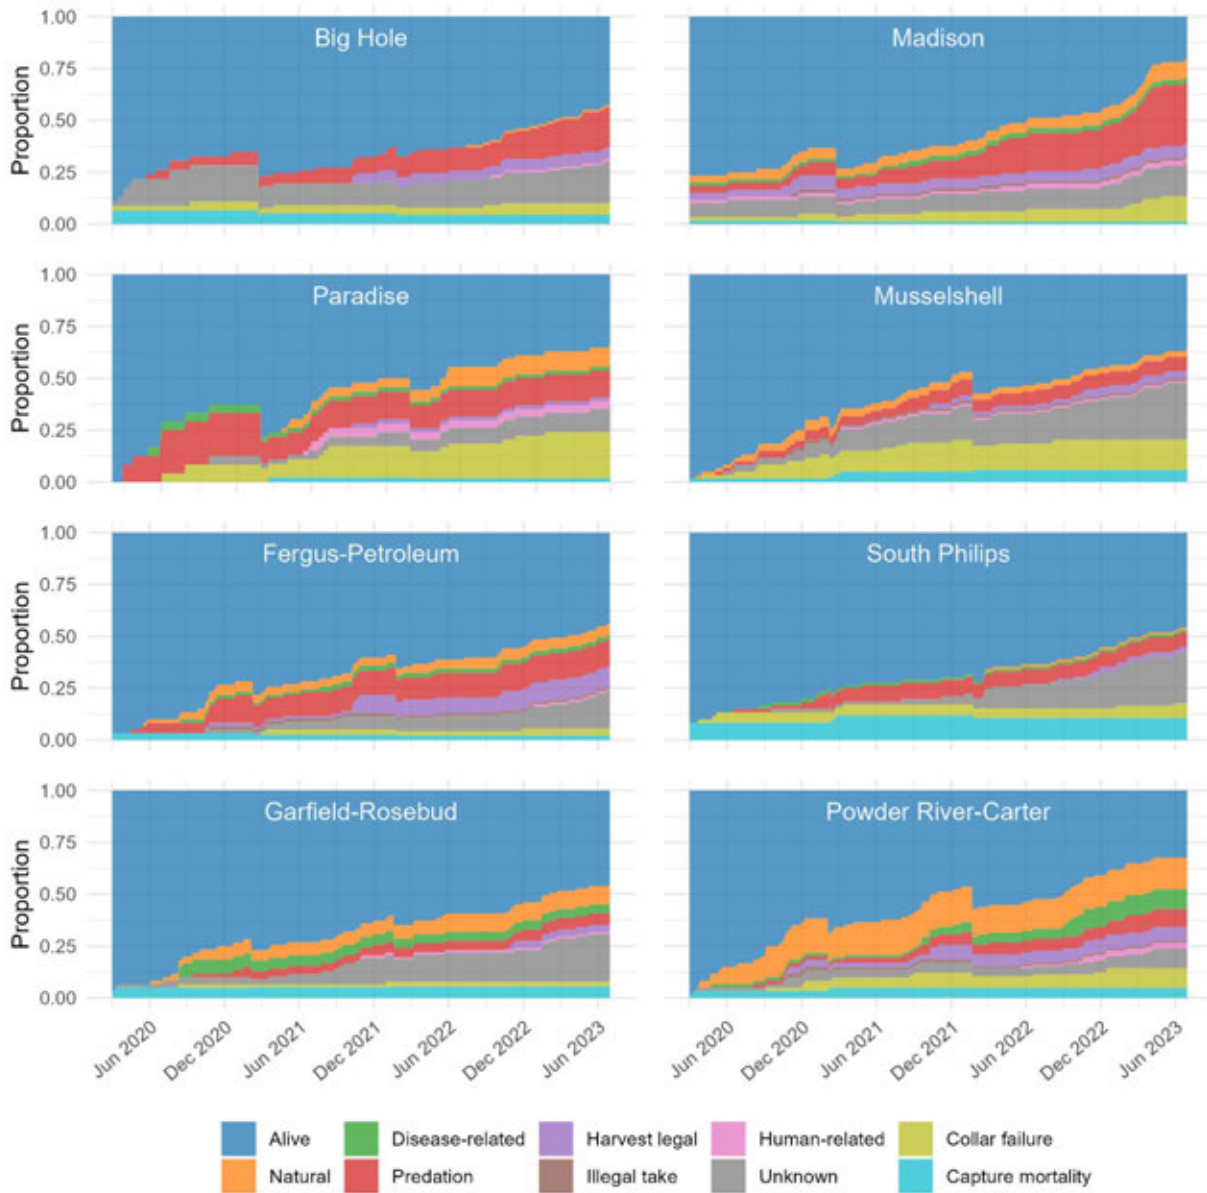 Big Hole
Madison
Proportion
1.00
0.75
0.50
0.25
0.00
Paradise
Musselshell
Proportion
1.00
0.75
0.50
0.25
0.00
Fergus-Petroleum
South Philips
Proportion
1.00
0.75
0.50
0.25
0.00
Garfield-Rosebud
Powder River-Carter
Proportion
1.00
0.75
0.50
0.25
0.00
Jun 2020 Dec 2020 Jun 2021 Dec 2021 Jun 2022 Dec 2022 Jun 2023
Jun 2020 Dec 2020 Jun 2021 Dec 2021 Jun 2022 Dec 2022 Jun 2023
Alive Disease-related Harvest legal Human-related Collar failure
Natural Predation Illegal take Unknown Capture mortality